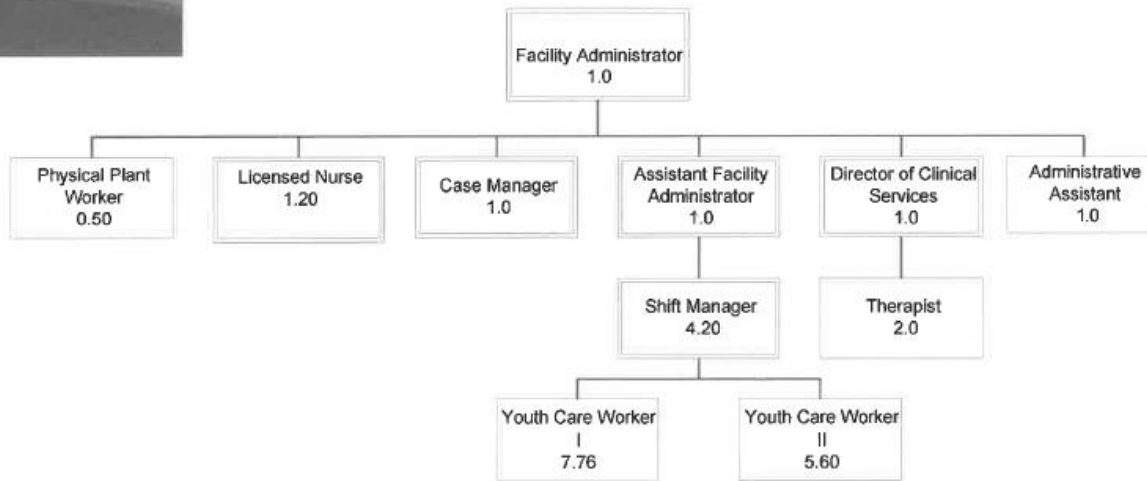 Facility Administrator
1.0
Physical Plant
Worker
0.50
Licensed Nurse
1.20
Case Manager
1.0
Assistant Facility
Administrator
1.0
Director of Clinical
Services
1.0
Administrative
Assistant
1.0
Shift Manager
4.20
Therapist
2.0
Youth Care Worker
I
7.76
Youth Care Worker
II
5.60